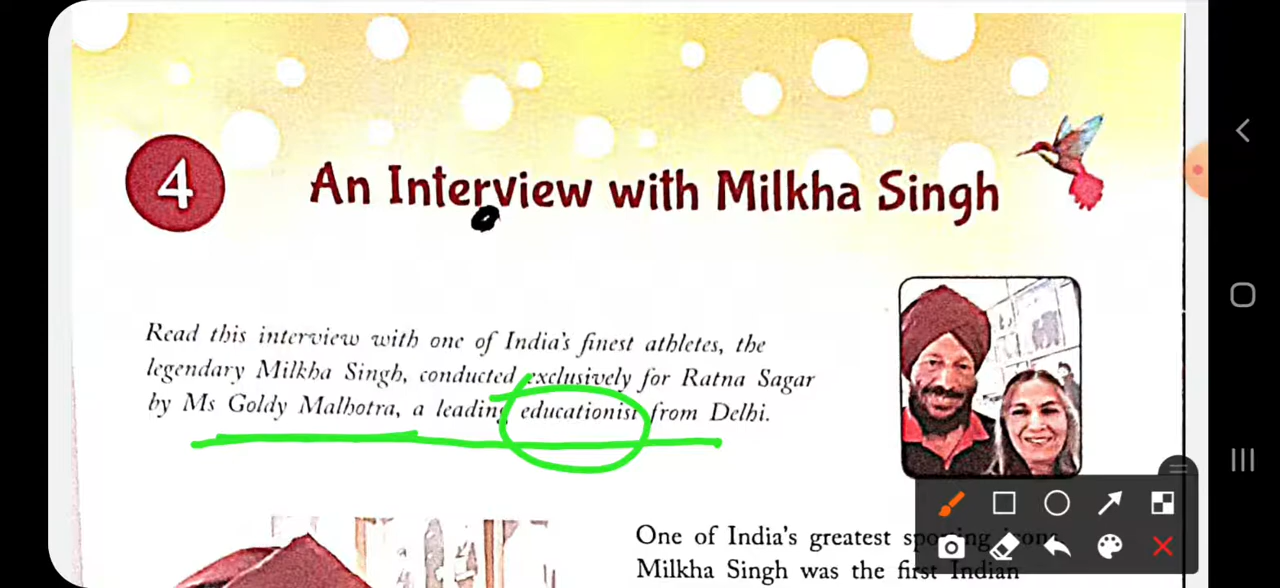 4
An Interview with Milkha Singh
Read this interview with one of India's finest athletes, the
legendary Milkha Singh, conducted exclusively for Ratna Sagar
by Ms Goldy Malhotra, a leading educationist from Delhi.
One of India's greatest sporting icons
Milkha Singh was the first Indian